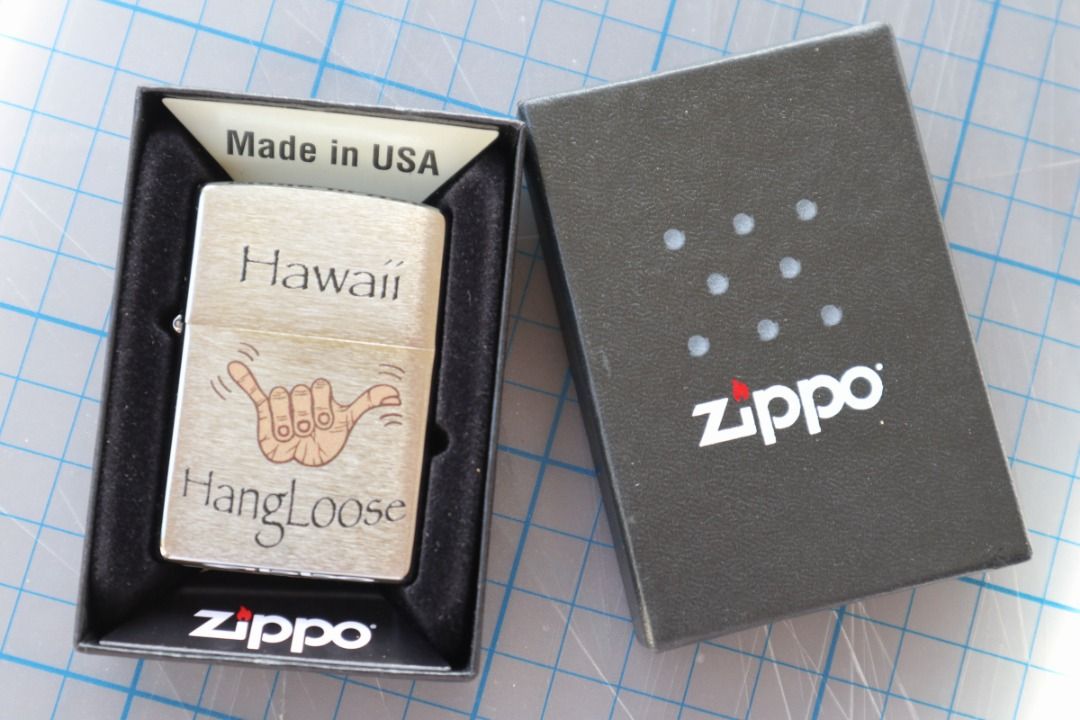 Made in USA
Hawaii
HangLoose
zippo
zippo